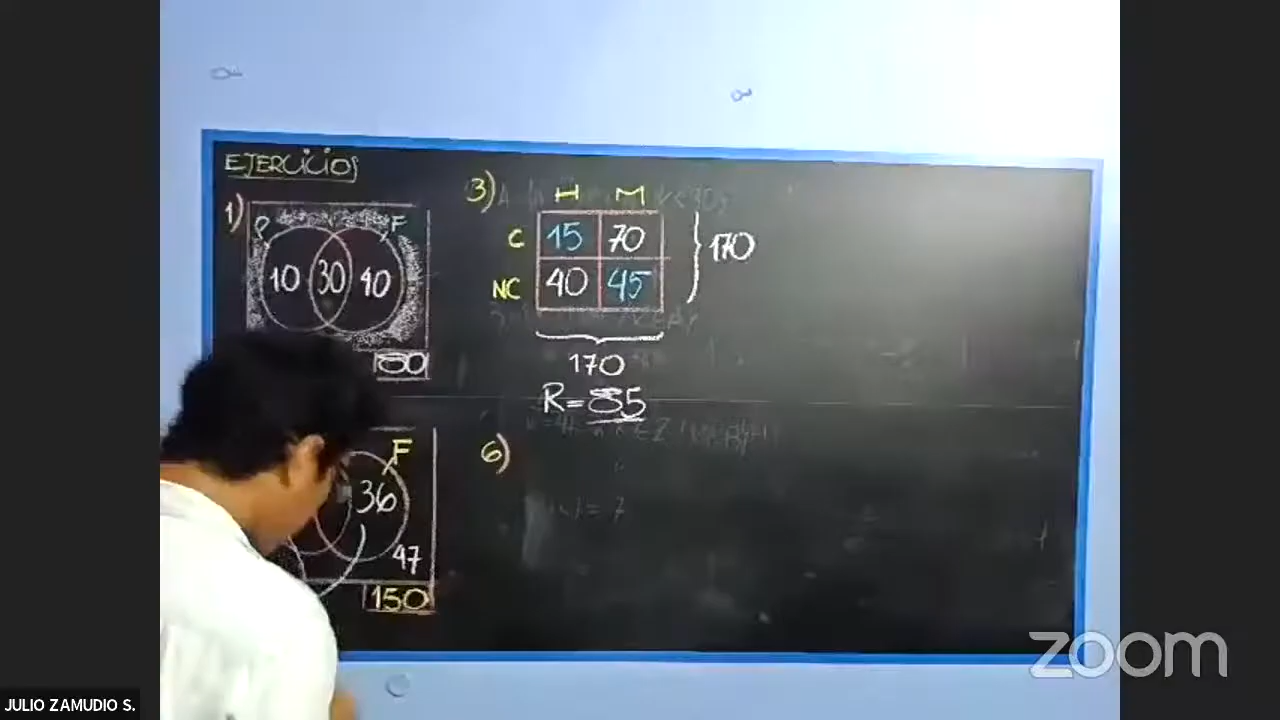 EJERCICIOS
1)
P F
10 30 40
80
3)
H M
C 15 70
NC 40 45
170
170
R = 85
F
36
47
150
6)
zoom
JULIO ZAMUDIO S.